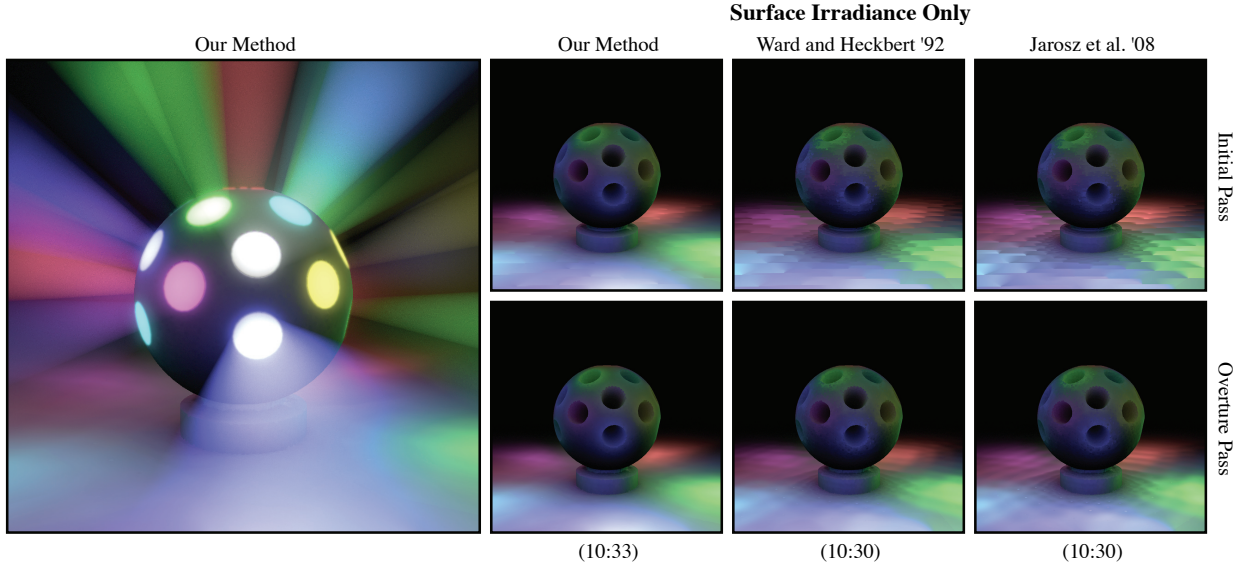 Surface Irradiance Only
Our Method
Our Method
Ward and Heckbert '92
Jarosz et al. '08
Initial Pass
Overture Pass
(10:33)
(10:30)
(10:30)